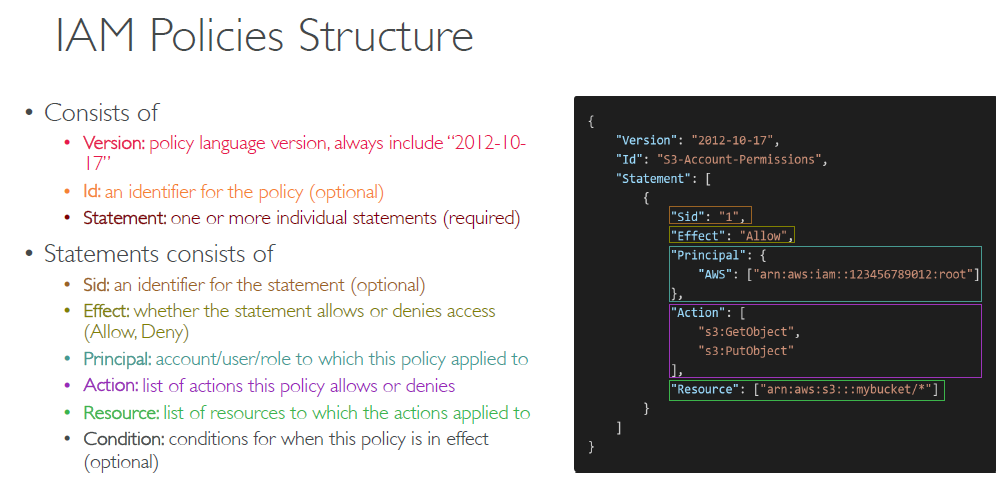 IAM Policies Structure
• Consists of
• Version: policy language version, always include “2012-10-
17”
• Id: an identifier for the policy (optional)
• Statement: one or more individual statements (required)
• Statements consists of
• Sid: an identifier for the statement (optional)
• Effect: whether the statement allows or denies access
(Allow, Deny)
• Principal: account/user/role to which this policy applied to
• Action: list of actions this policy allows or denies
• Resource: list of resources to which the actions applied to
• Condition: conditions for when this policy is in effect
(optional)
{
    "Version": "2012-10-17",
    "Id": "S3-Account-Permissions",
    "Statement": [
        {
            "Sid": "1",
            "Effect": "Allow",
            "Principal": {
                "AWS": ["arn:aws:iam::123456789012:root"]
            },
            "Action": [
                "s3:GetObject",
                "s3:PutObject"
            ],
            "Resource": ["arn:aws:s3:::mybucket/*"]
        }
    ]
}